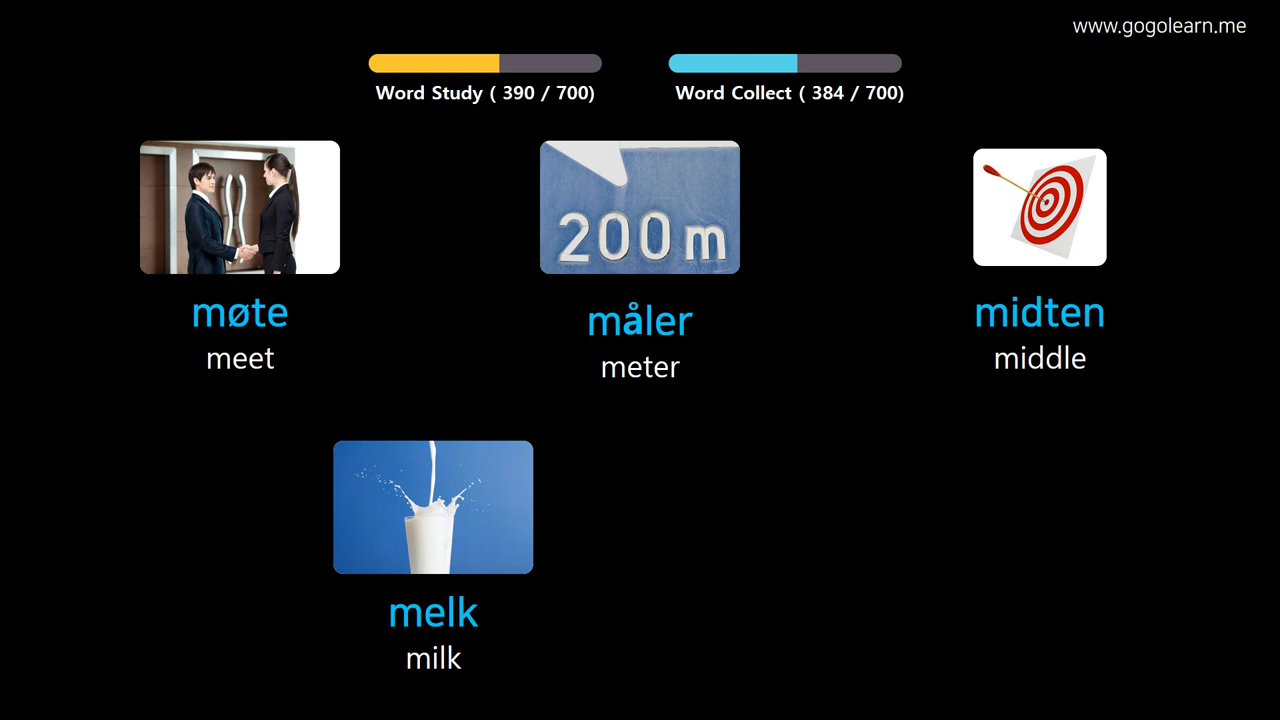 www.gogolearn.me
Word Study ( 390 / 700)
Word Collect ( 384 / 700)
200m
møte
meet
måler
meter
midten
middle
melk
milk